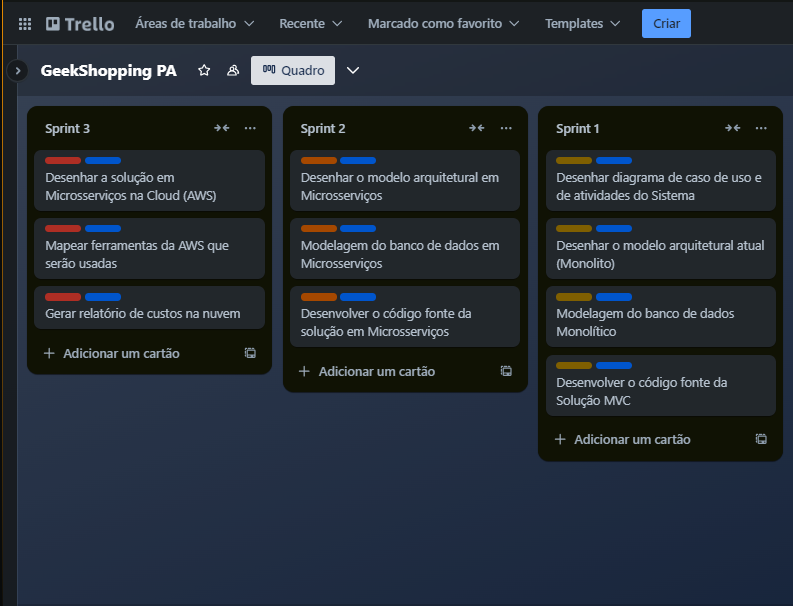 Trello
Áreas de trabalho
Recente
Marcado como favorito
Templates
Criar
GeekShopping PA
Quadro
Sprint 3
Desenhar a solução em
Microsserviços na Cloud (AWS)
Mapear ferramentas da AWS que
serão usadas
Gerar relatório de custos na nuvem
Adicionar um cartão
Sprint 2
Desenhar o modelo arquitetural em
Microsserviços
Modelagem do banco de dados em
Microsserviços
Desenvolver o código fonte da
solução em Microsserviços
Adicionar um cartão
Sprint 1
Desenhar diagrama de caso de uso e
de atividades do Sistema
Desenhar o modelo arquitetural atual
(Monolito)
Modelagem do banco de dados
Monolítico
Desenvolver o código fonte da
Solução MVC
Adicionar um cartão